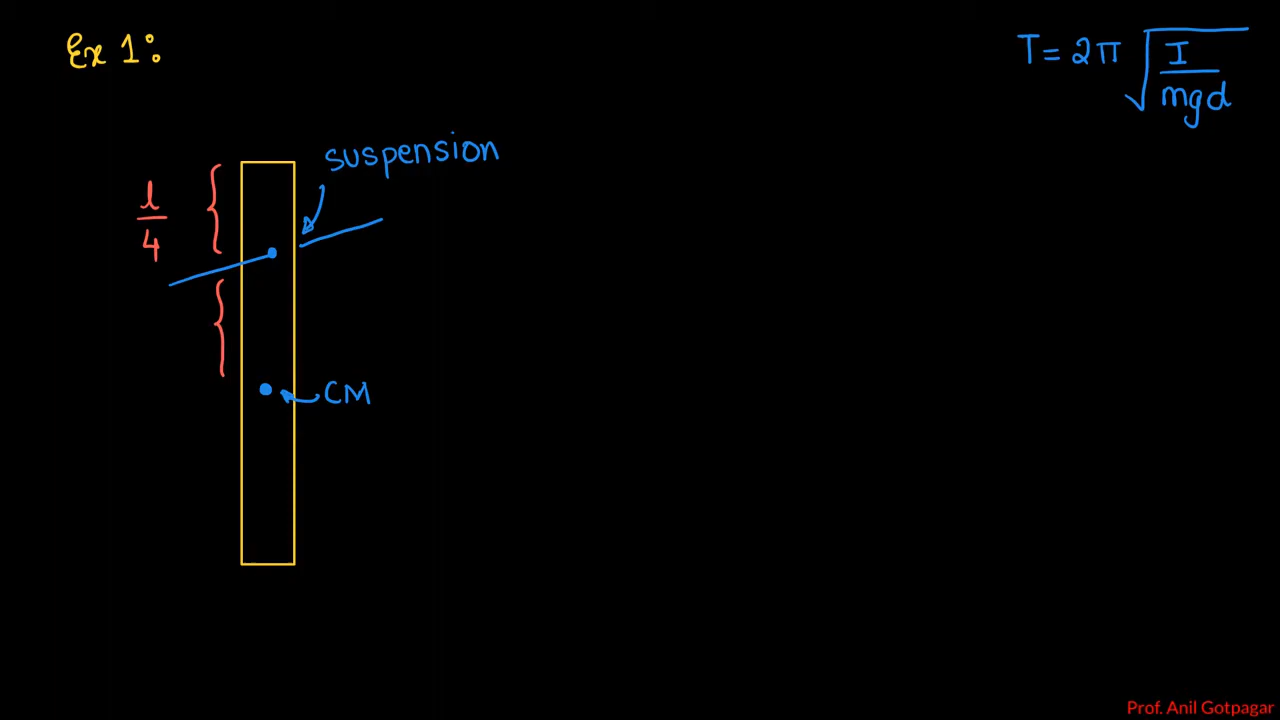 Ex 1:
T = 2π √(I/mgd)
suspension
l/4
CM
Prof. Anil Gotpagar